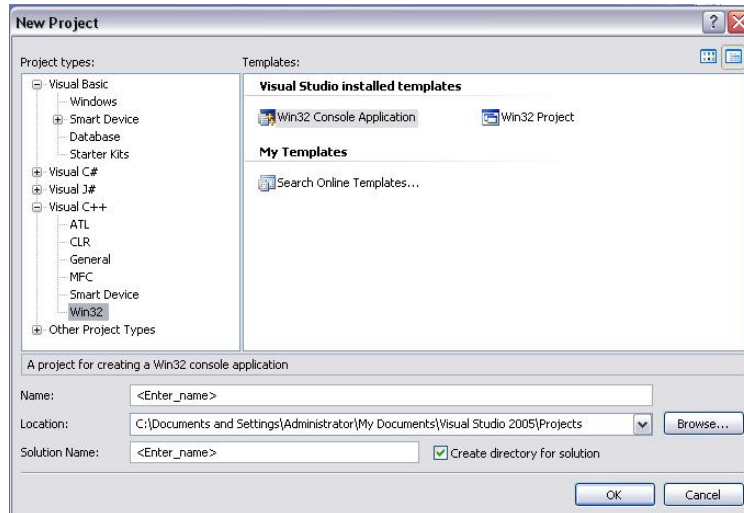 New Project
Project types:
Templates:
Visual Basic
Windows
Smart Device
Database
Starter Kits
Visual C#
Visual J#
Visual C++
ATL
CLR
General
MFC
Smart Device
Win32
Other Project Types
Visual Studio installed templates
Win32 Console Application
Win32 Project
My Templates
Search Online Templates...
A project for creating a Win32 console application
Name: <Enter_name>
Location: C:\Documents and Settings\Administrator\My Documents\Visual Studio 2005\Projects Browse...
Solution Name: <Enter_name> Create directory for solution
OK Cancel